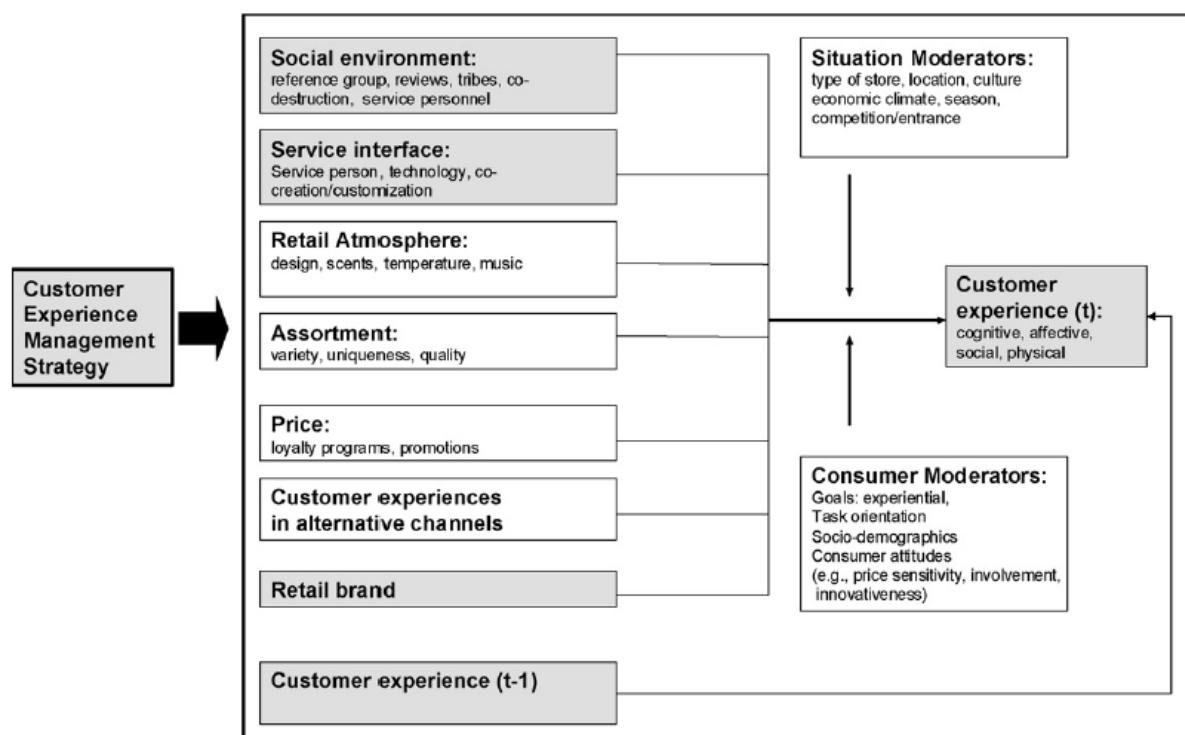 Customer
Experience
Management
Strategy
Social environment:
reference group, reviews, tribes, co-
destruction, service personnel
Service interface:
Service person, technology, co-
creation/customization
Retail Atmosphere:
design, scents, temperature, music
Assortment:
variety, uniqueness, quality
Price:
loyalty programs, promotions
Customer experiences
in alternative channels
Retail brand
Customer experience (t-1)
Situation Moderators:
type of store, location, culture
economic climate, season,
competition/entrance
Consumer Moderators:
Goals: experiential,
Task orientation
Socio-demographics
Consumer attitudes
(e.g., price sensitivity, involvement,
innovativeness)
Customer
experience (t):
cognitive, affective,
social, physical